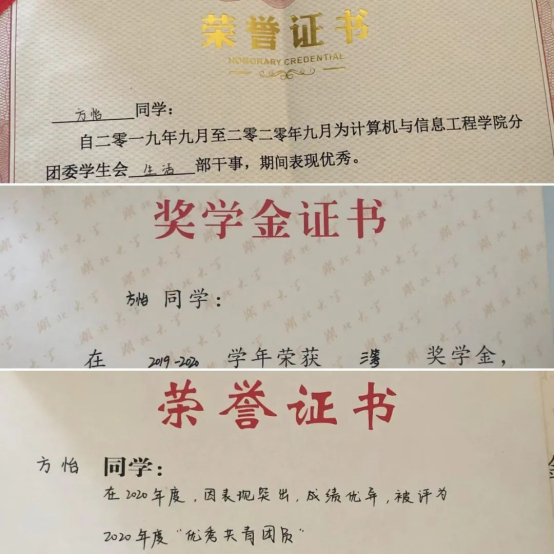 荣誉证书
HONORARY CREDENTIAL
方怡 同学：
自二零一九年九月至二零二零年九月为计算机与信息工程学院分
团委学生会 生活 部干事，期间表现优秀。
奖学金证书
方怡 同学：
在 2019-2020 学年荣获 三等 奖学金，
荣誉证书
方怡 同学：
在2020年度，因表现突出，成绩优异，被评为
2020年度“优秀共青团员”